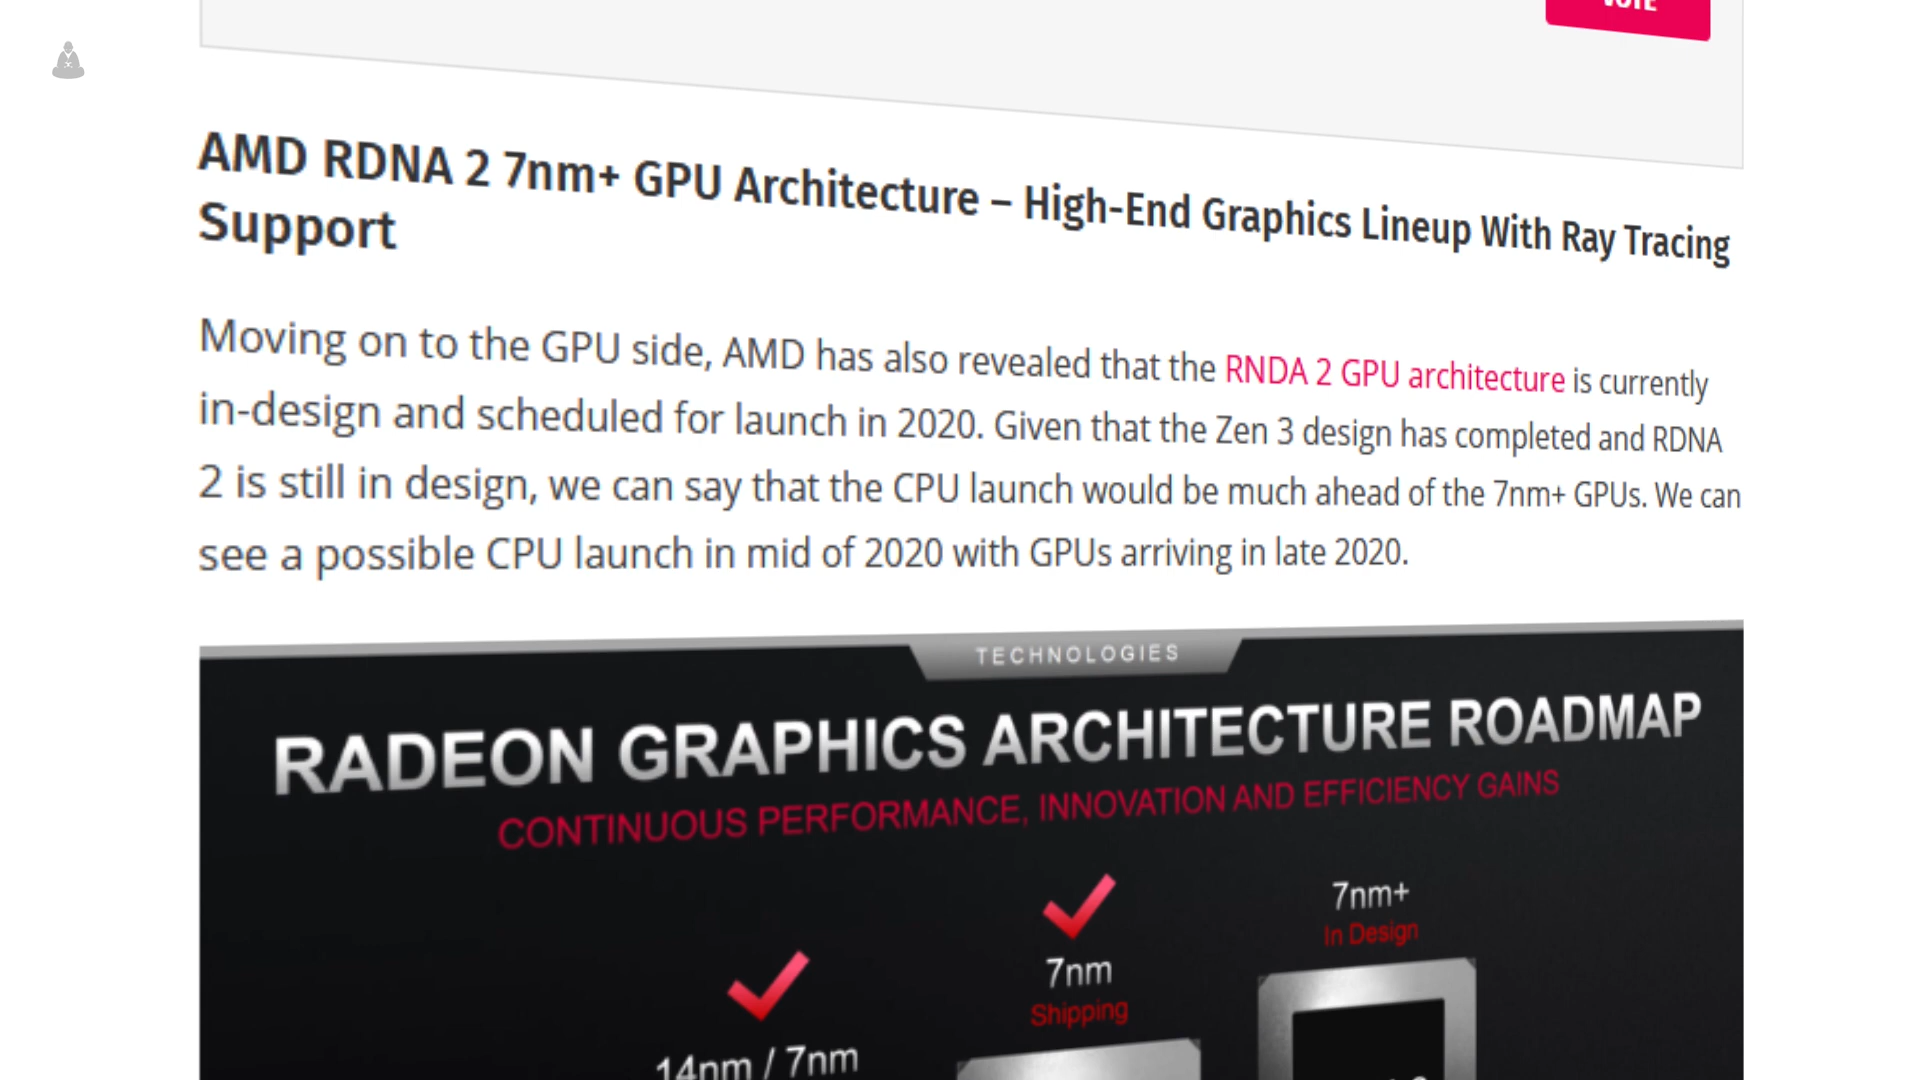 VOTE
AMD RDNA 2 7nm+ GPU Architecture – High-End Graphics Lineup With Ray Tracing
Support
Moving on to the GPU side, AMD has also revealed that the RNDA 2 GPU architecture is currently
in-design and scheduled for launch in 2020. Given that the Zen 3 design has completed and RDNA
2 is still in design, we can say that the CPU launch would be much ahead of the 7nm+ GPUs. We can
see a possible CPU launch in mid of 2020 with GPUs arriving in late 2020.
TECHNOLOGIES
RADEON GRAPHICS ARCHITECTURE ROADMAP
CONTINUOUS PERFORMANCE, INNOVATION AND EFFICIENCY GAINS
7nm+
In Design
7nm
Shipping
14nm / 7nm